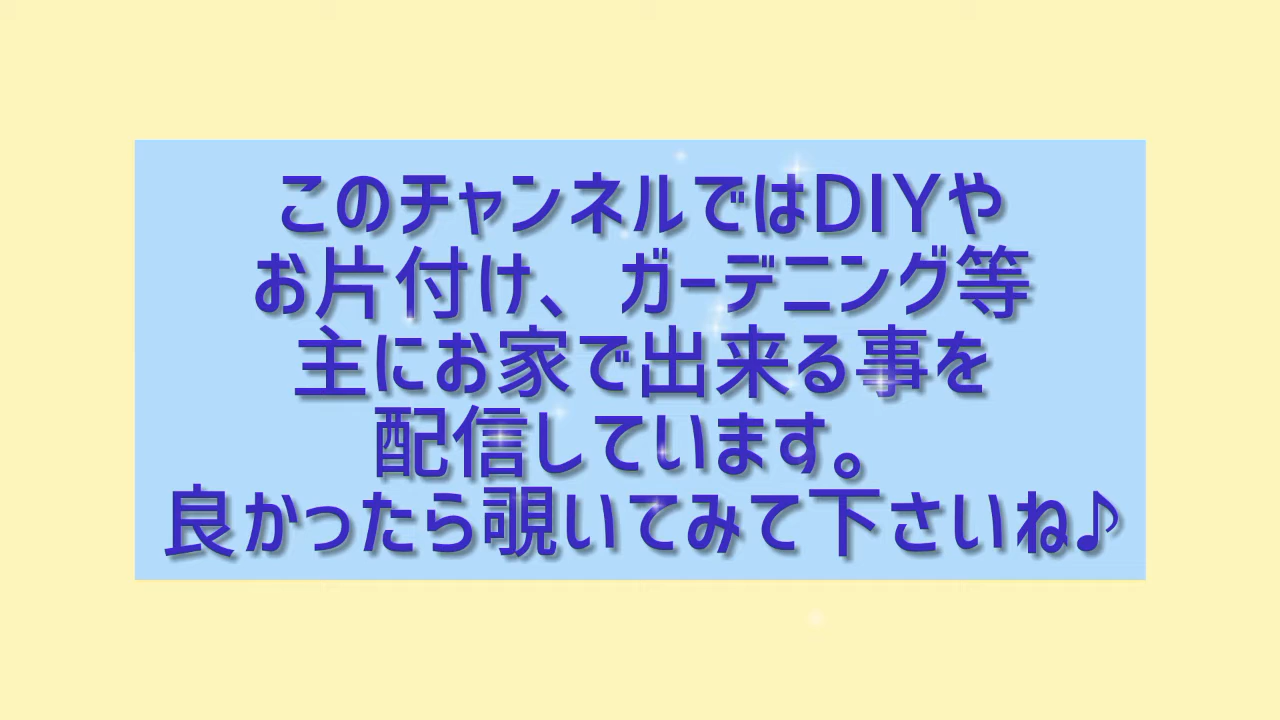 このチャンネルではDIYや
お片付け、ガーデニング等
主にお家で出来る事を
配信しています。
良かったら覗いてみて下さいね♪